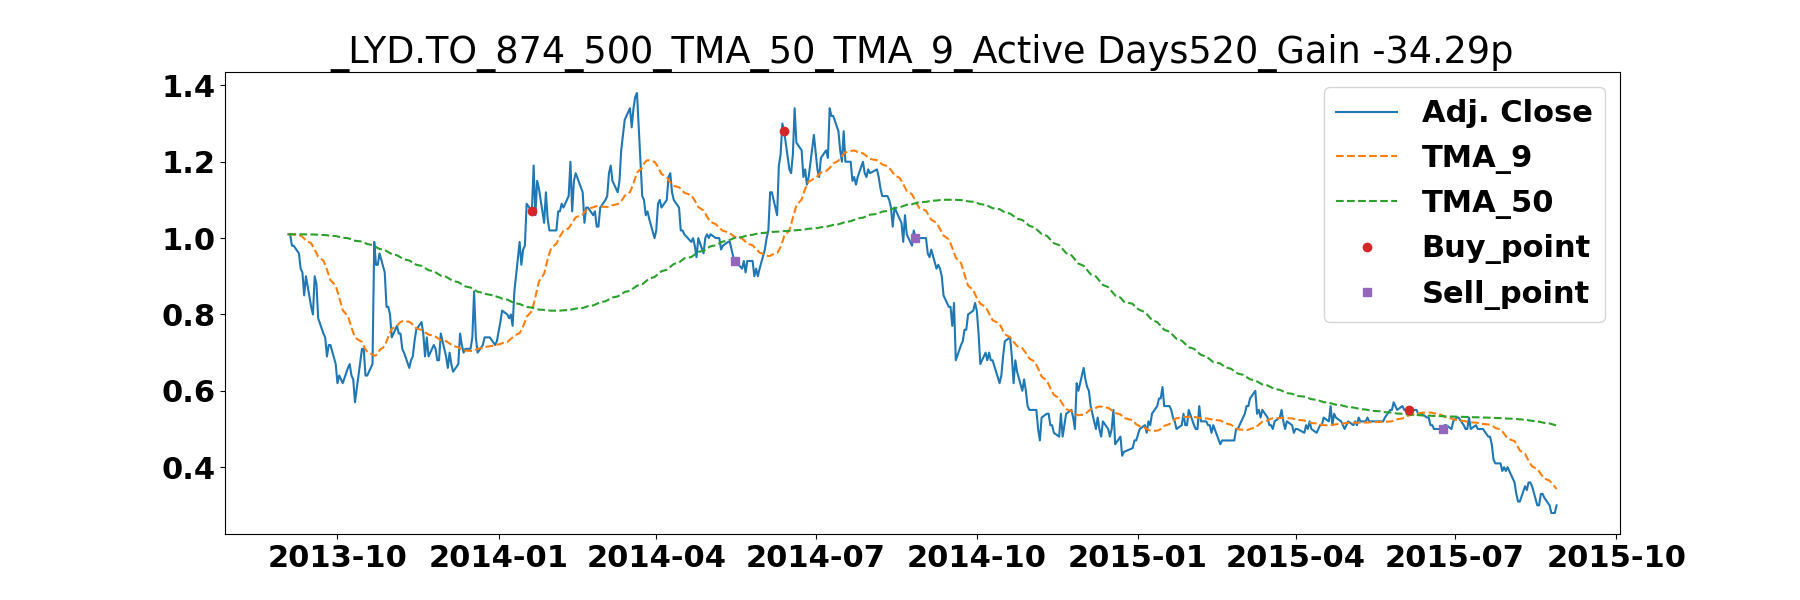 _LYD.TO_874_500_TMA_50_TMA_9_Active Days520_Gain -34.29p
1.4
1.2
1.0
0.8
0.6
0.4
Adj. Close
TMA_9
TMA_50
Buy_point
Sell_point
2013-10 2014-01 2014-04 2014-07 2014-10 2015-01 2015-04 2015-07 2015-10